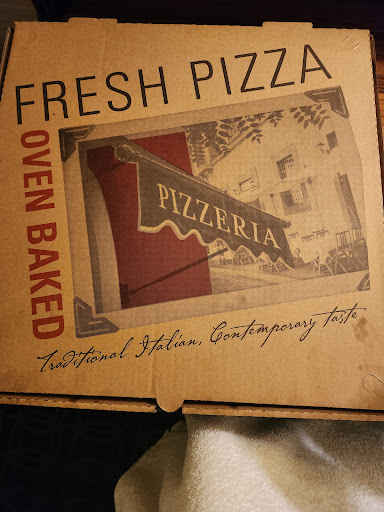 FRESH PIZZA
OVEN BAKED
PIZZERIA
Traditional Italian, Contemporary taste